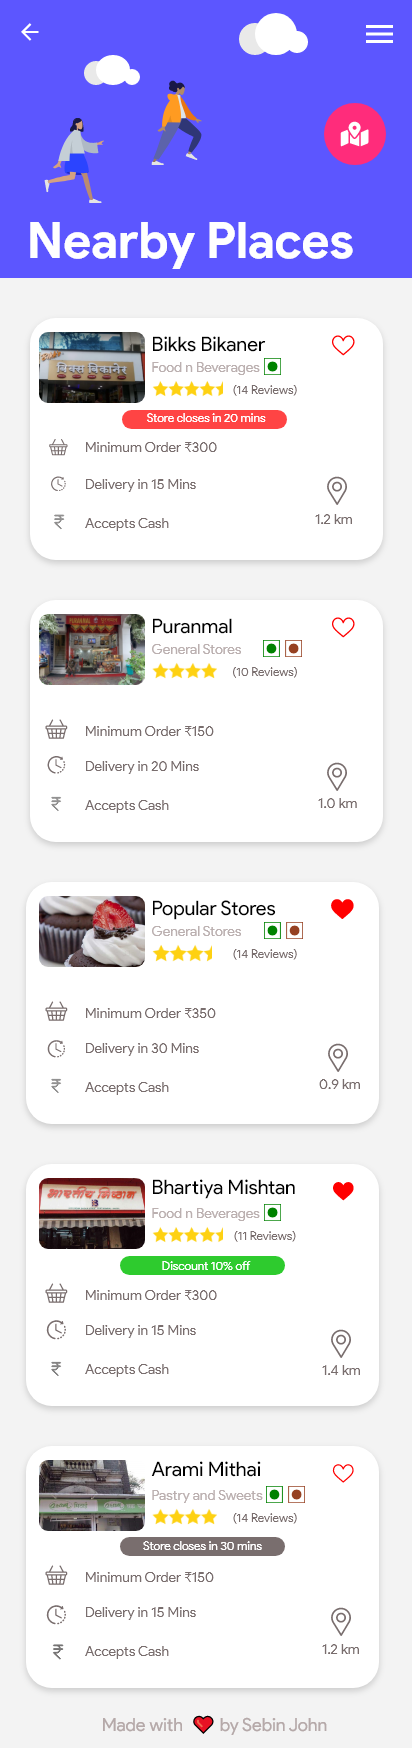 Nearby Places
Bikks Bikaner
बिक्स बिकानेर
Food n Beverages
(14 Reviews)
Store closes in 20 mins
Minimum Order ₹300
Delivery in 15 Mins
₹ Accepts Cash
1.2 km
PURANMAL
Puranmal
General Stores
(10 Reviews)
Minimum Order ₹150
Delivery in 20 Mins
₹ Accepts Cash
1.0 km
Popular Stores
General Stores
(14 Reviews)
Minimum Order ₹350
Delivery in 30 Mins
₹ Accepts Cash
0.9 km
Bhartiya Mishtan
भारतीय मिष्ठान
Food n Beverages
(11 Reviews)
Discount 10% off
Minimum Order ₹300
Delivery in 15 Mins
₹ Accepts Cash
1.4 km
Arami Mithai
Pastry and Sweets
(14 Reviews)
Store closes in 30 mins
Minimum Order ₹150
Delivery in 15 Mins
₹ Accepts Cash
1.2 km
Made with by Sebin John